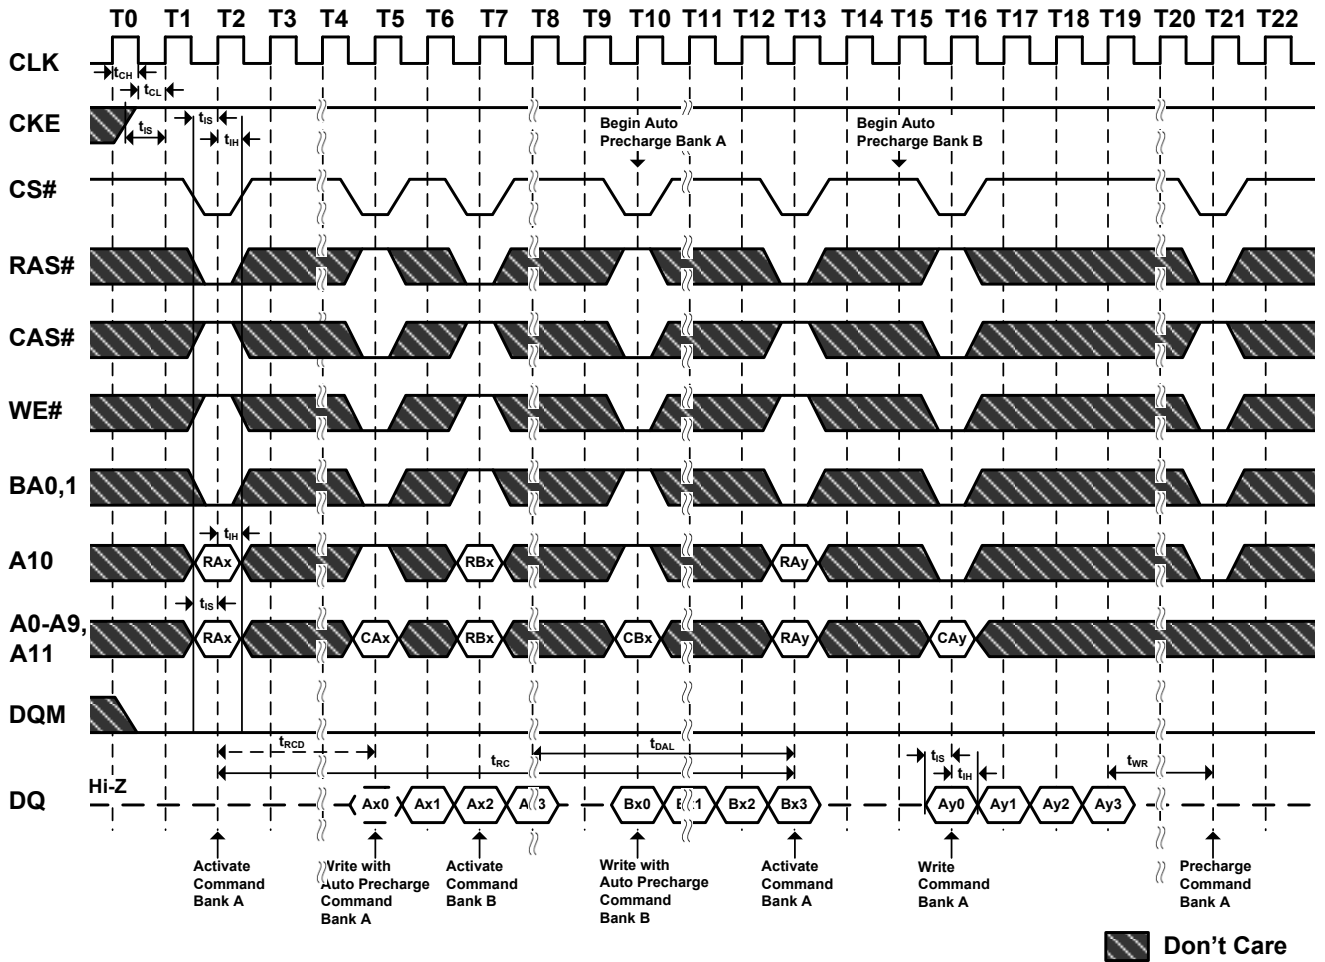 T0 T1 T2 T3 T4 T5 T6 T7 T8 T9 T10 T11 T12 T13 T14 T15 T16 T17 T18 T19 T20 T21 T22
CLK
tCH
tCL
CKE
tIS
tIS
tIH
Begin Auto
Precharge Bank A
Begin Auto
Precharge Bank B
CS#
RAS#
CAS#
WE#
BA0,1
tIH
A10
RAx RBx RAy
tIS
A0-A9,
A11
RAx CAx RBx CBx RAy CAy
DQM
tRCD
tDAL
tRC
tIS
tIH
tWR
Hi-Z
DQ
Ax0 Ax1 Ax2 Bx0 Bx2 Bx3 Ay0 Ay1 Ay2 Ay3
Activate
Command
Bank A
Write with
Auto Precharge
Command
Bank A
Activate
Command
Bank B
Write with
Auto Precharge
Command
Bank B
Activate
Command
Bank A
Write
Command
Bank A
Precharge
Command
Bank A
Don't Care